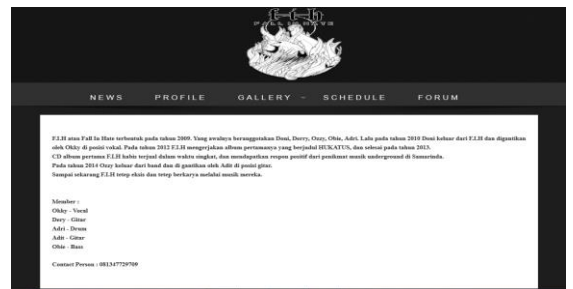 f.i.h
FALL IN HATE
NEWS PROFILE GALLERY – SCHEDULE FORUM
F.I.H atau Fall In Hate terbentuk pada tahun 2009. Yang awalnya beranggotakan Doni, Dorry, Ozzy, Obie, Adri. Lalu pada tahun 2010 Doni keluar dari F.I.H dan digantikan
oleh Okky di posisi vokal. Pada tahun 2012 F.I.H mengerjakan album pertamanya yang berjudul HUKATUS, dan selesai pada tahun 2013.
CD album pertama F.I.H habis terjual dalam waktu singkat, dan mendapatkan respon positif dari penikmat musik underground di Samarinda.
Pada tahun 2014 Ozzy keluar dari band dan di gantikan oleh Adit di posisi gitar.
Sampai sekarang F.I.H tetep eksis dan tetep berkarya melalui musik mereka.
Member :
Okky - Vocal
Dory - Gitar
Adri - Drum
Adit - Gitar
Obie - Bass
Contact Person : 081347729709